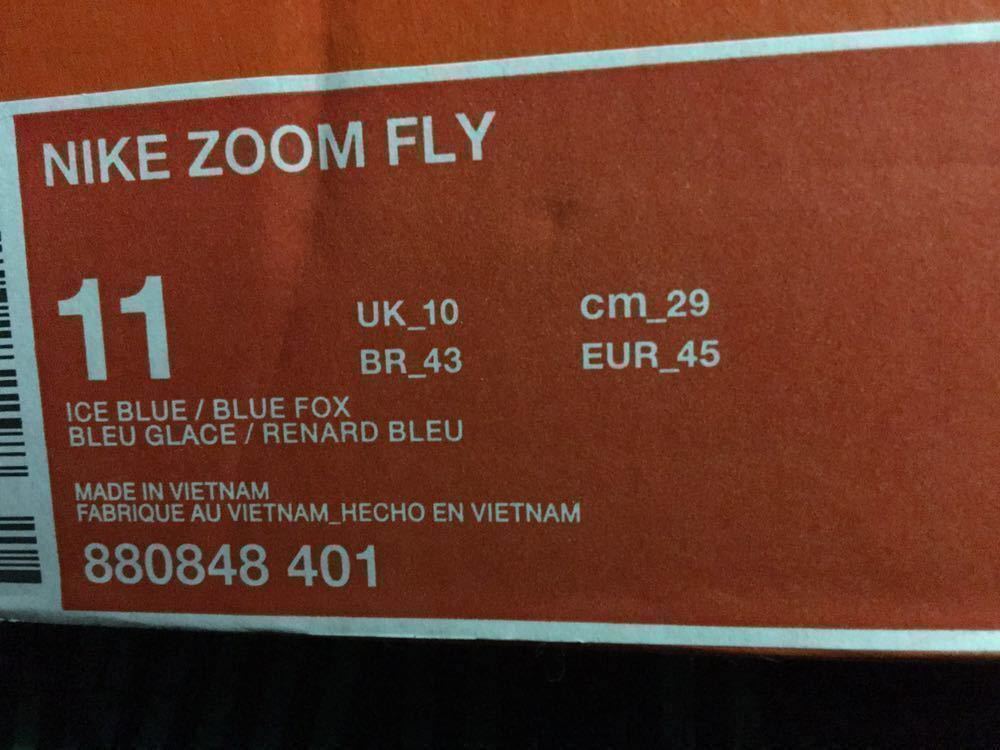 NIKE ZOOM FLY
11
UK_10 cm_29
BR_43 EUR_45
ICE BLUE / BLUE FOX
BLEU GLACE / RENARD BLEU
MADE IN VIETNAM
FABRIQUE AU VIETNAM_HECHO EN VIETNAM
880848 401